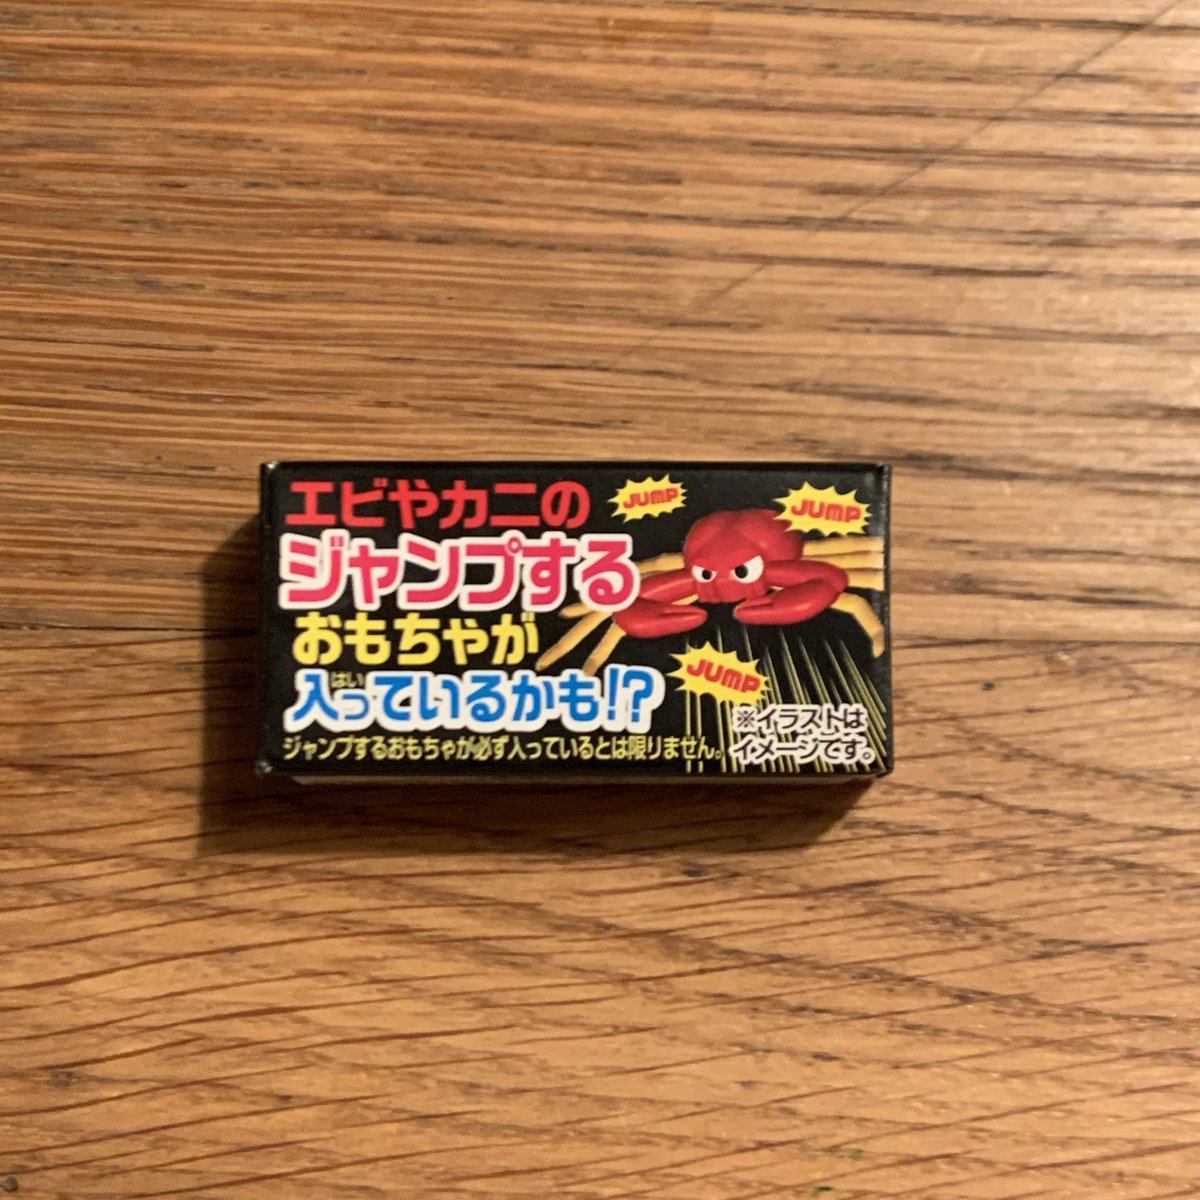 エビやカニの
ジャンプする
おもちゃが
はい
入っているかも!?
ジャンプするおもちゃが必ず入っているとは限りません。
JUMP
JUMP
JUMP
※イラストは
イメージです。